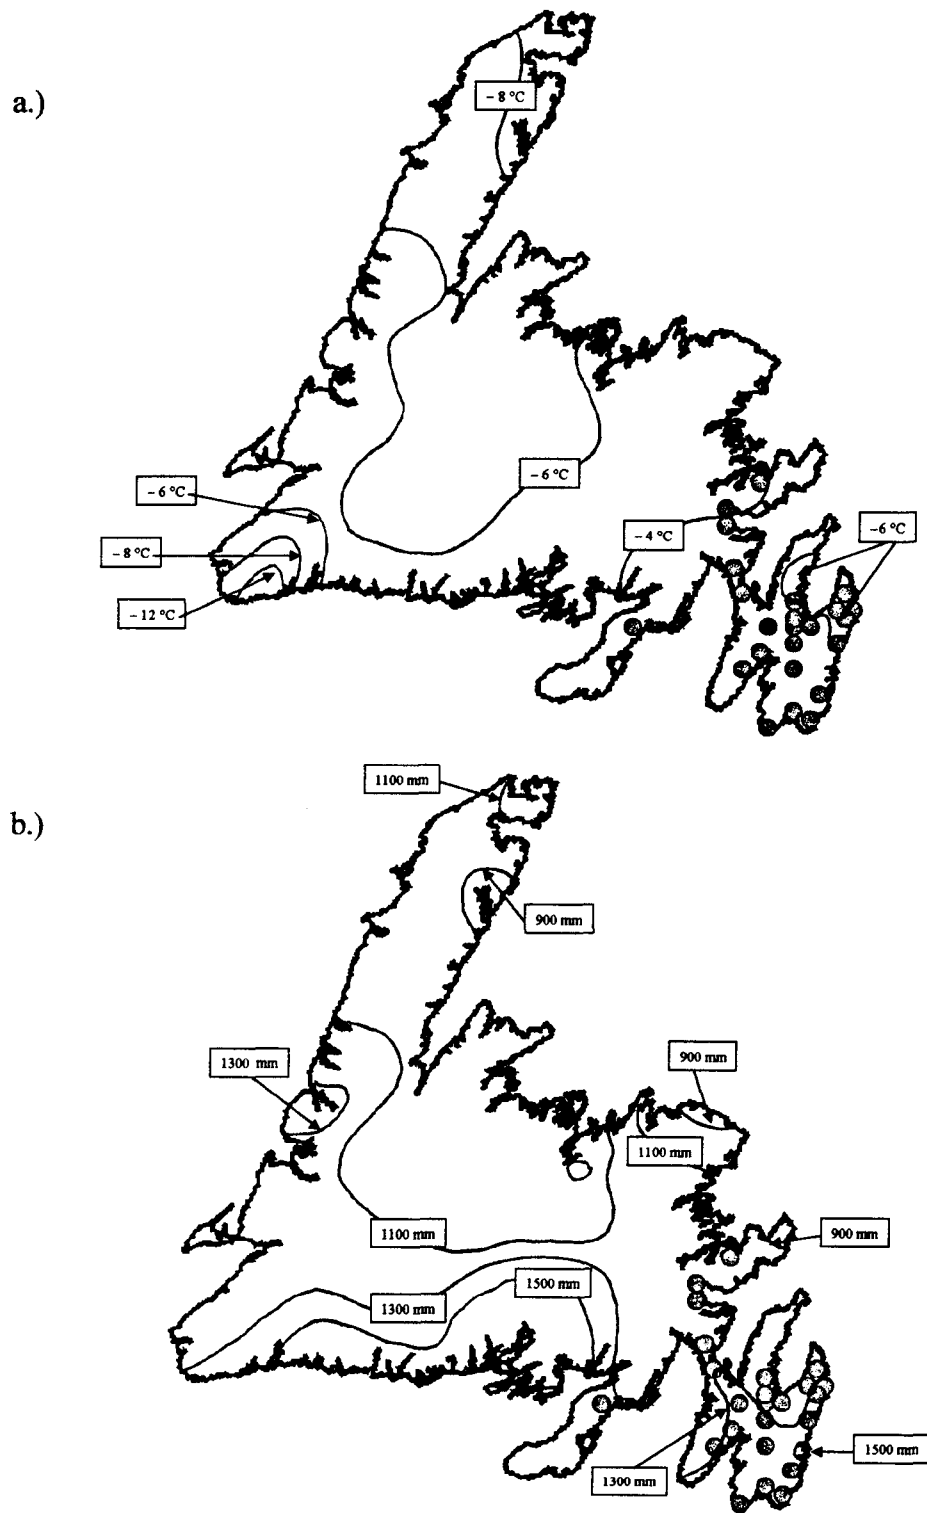 a.)
– 8 °C
– 6 °C
– 6 °C
– 4 °C
–6 °C
– 8 °C
– 12 °C
b.)
1100 mm
900 mm
1300 mm
900 mm
1100 mm
1100 mm
900 mm
1500 mm
1300 mm
1500 mm
1300 mm